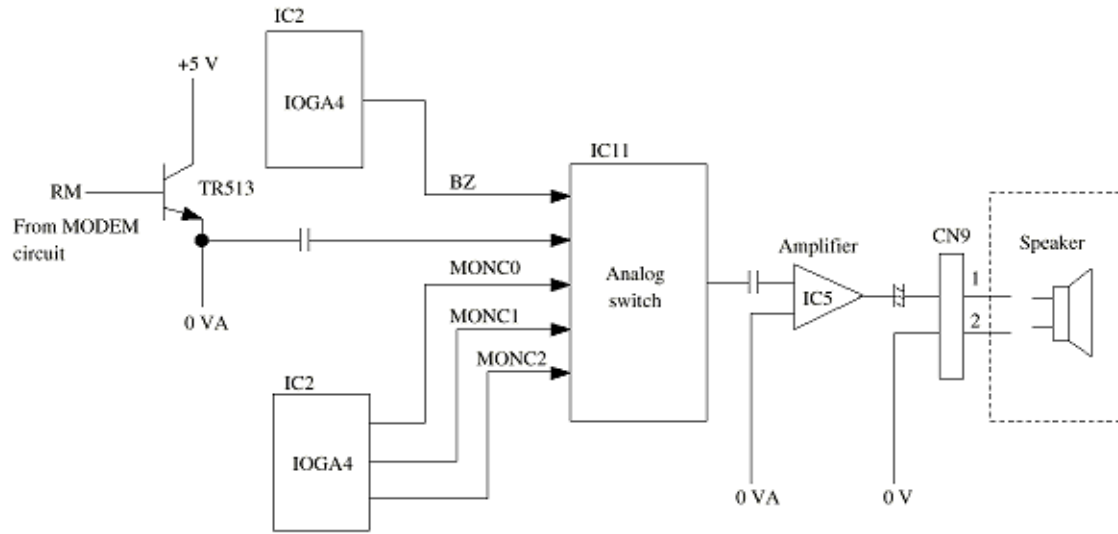 IC2
+5 V
IOGA4
IC11
RM
TR513
BZ
From MODEM
circuit
Amplifier
CN9
Speaker
MONC0
Analog
switch
IC5
1
0 VA
MONC1
2
MONC2
IC2
IOGA4
0 VA
0 V